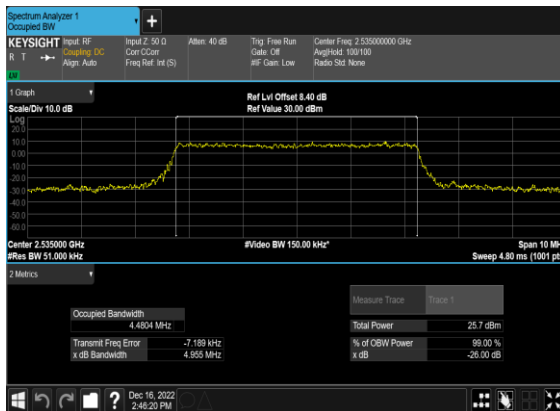 Spectrum Analyzer 1
Occupied BW
KEYSIGHT
R T
Input: RF
Coupling: DC
Align: Auto
Input Z: 50 Ω
Corr CCorr
Freq Ref: Int (S)
Atten: 40 dB
Trig: Free Run
Gate: Off
#IF Gain: Low
Center Freq: 2.535000000 GHz
Avg|Hold: 100/100
Radio Std: None
1 Graph
Scale/Div 10.0 dB
Ref Lvl Offset 8.40 dB
Ref Value 30.00 dBm
Log
20.0
10.0
0.00
-10.0
-20.0
-30.0
-40.0
-50.0
-60.0
Center 2.535000 GHz
#Video BW 150.00 kHz*
Span 10 MH
#Res BW 51.000 kHz
Sweep 4.80 ms (1001 pt
2 Metrics
Measure Trace
Trace 1
Occupied Bandwidth
4.4804 MHz
Total Power
25.7 dBm
Transmit Freq Error
-7.189 kHz
% of OBW Power
99.00 %
x dB Bandwidth
4.955 MHz
x dB
-26.00 dB
?
Dec 16, 2022
2:46:20 PM